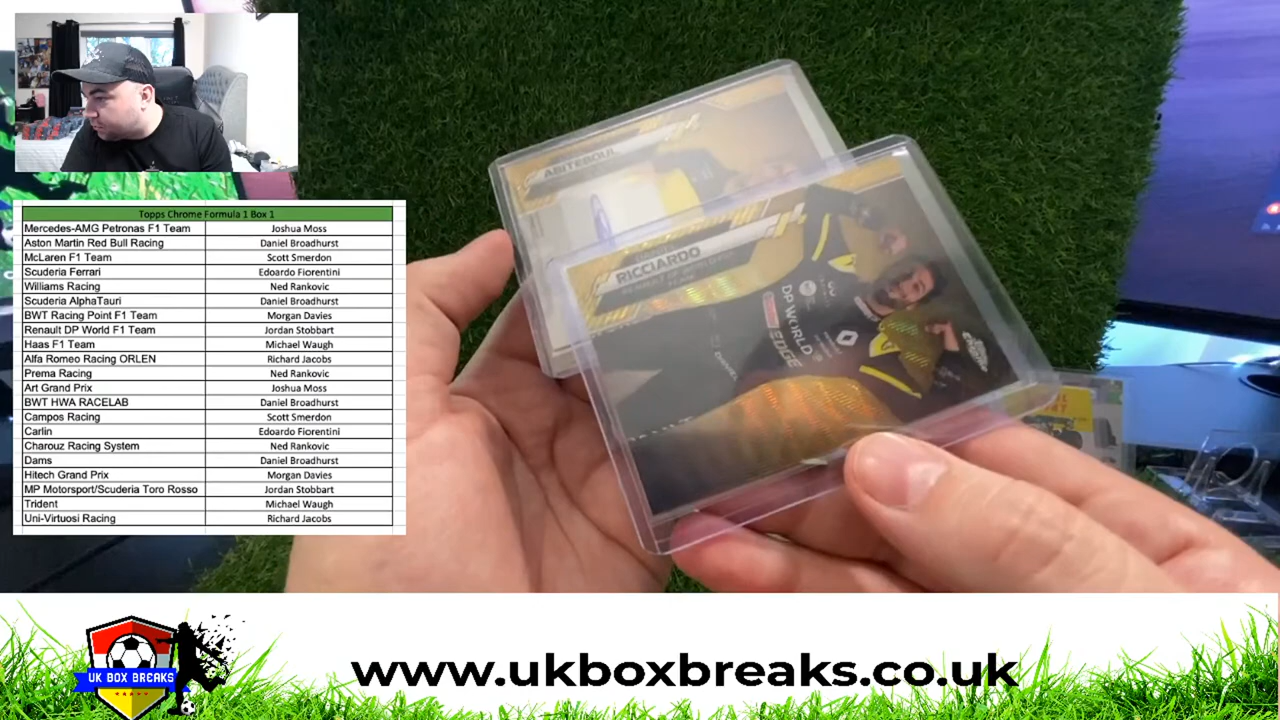 Topps Chrome Formula 1 Box 1
Mercedes-AMG Petronas F1 Team Joshua Moss
Aston Martin Red Bull Racing Daniel Broadhurst
McLaren F1 Team Scott Smerdon
Scuderia Ferrari Edoardo Fiorentini
Williams Racing Ned Rankovic
Scuderia AlphaTauri Daniel Broadhurst
BWT Racing Point F1 Team Morgan Davies
Renault DP World F1 Team Jordan Stobbart
Haas F1 Team Michael Waugh
Alfa Romeo Racing ORLEN Richard Jacobs
Prema Racing Ned Rankovic
Art Grand Prix Joshua Moss
BWT HWA RACELAB Daniel Broadhurst
Campos Racing Scott Smerdon
Carlin Edoardo Fiorentini
Charouz Racing System Ned Rankovic
Dams Daniel Broadhurst
Hitech Grand Prix Morgan Davies
MP Motorsport/Scuderia Toro Rosso Jordan Stobbart
Trident Michael Waugh
Uni-Virtuosi Racing Richard Jacobs
ABITEBOUL
RICCIARDO
DP WORLD
EDGE
UK BOX BREAKS
www.ukboxbreaks.co.uk